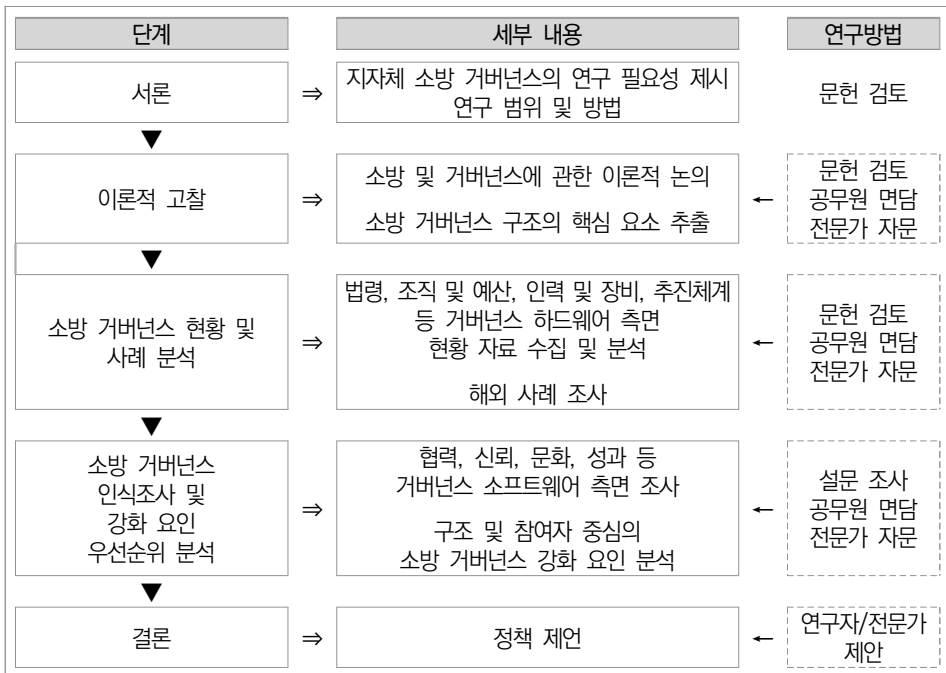 단계
세부 내용
연구방법
서론
⇒
지자체 소방 거버넌스의 연구 필요성 제시
연구 범위 및 방법
문헌 검토
▼
이론적 고찰
⇒
소방 및 거버넌스에 관한 이론적 논의
소방 거버넌스 구조의 핵심 요소 추출
←
문헌 검토
공무원 면담
전문가 자문
▼
소방 거버넌스 현황 및
사례 분석
⇒
법령, 조직 및 예산, 인력 및 장비, 추진체계
등 거버넌스 하드웨어 측면
현황 자료 수집 및 분석
해외 사례 조사
←
문헌 검토
공무원 면담
전문가 자문
▼
소방 거버넌스
인식조사 및
강화 요인
우선순위 분석
⇒
협력, 신뢰, 문화, 성과 등
거버넌스 소프트웨어 측면 조사
구조 및 참여자 중심의
소방 거버넌스 강화 요인 분석
←
설문 조사
공무원 면담
전문가 자문
▼
결론
⇒
정책 제언
←
연구자/전문가
제안